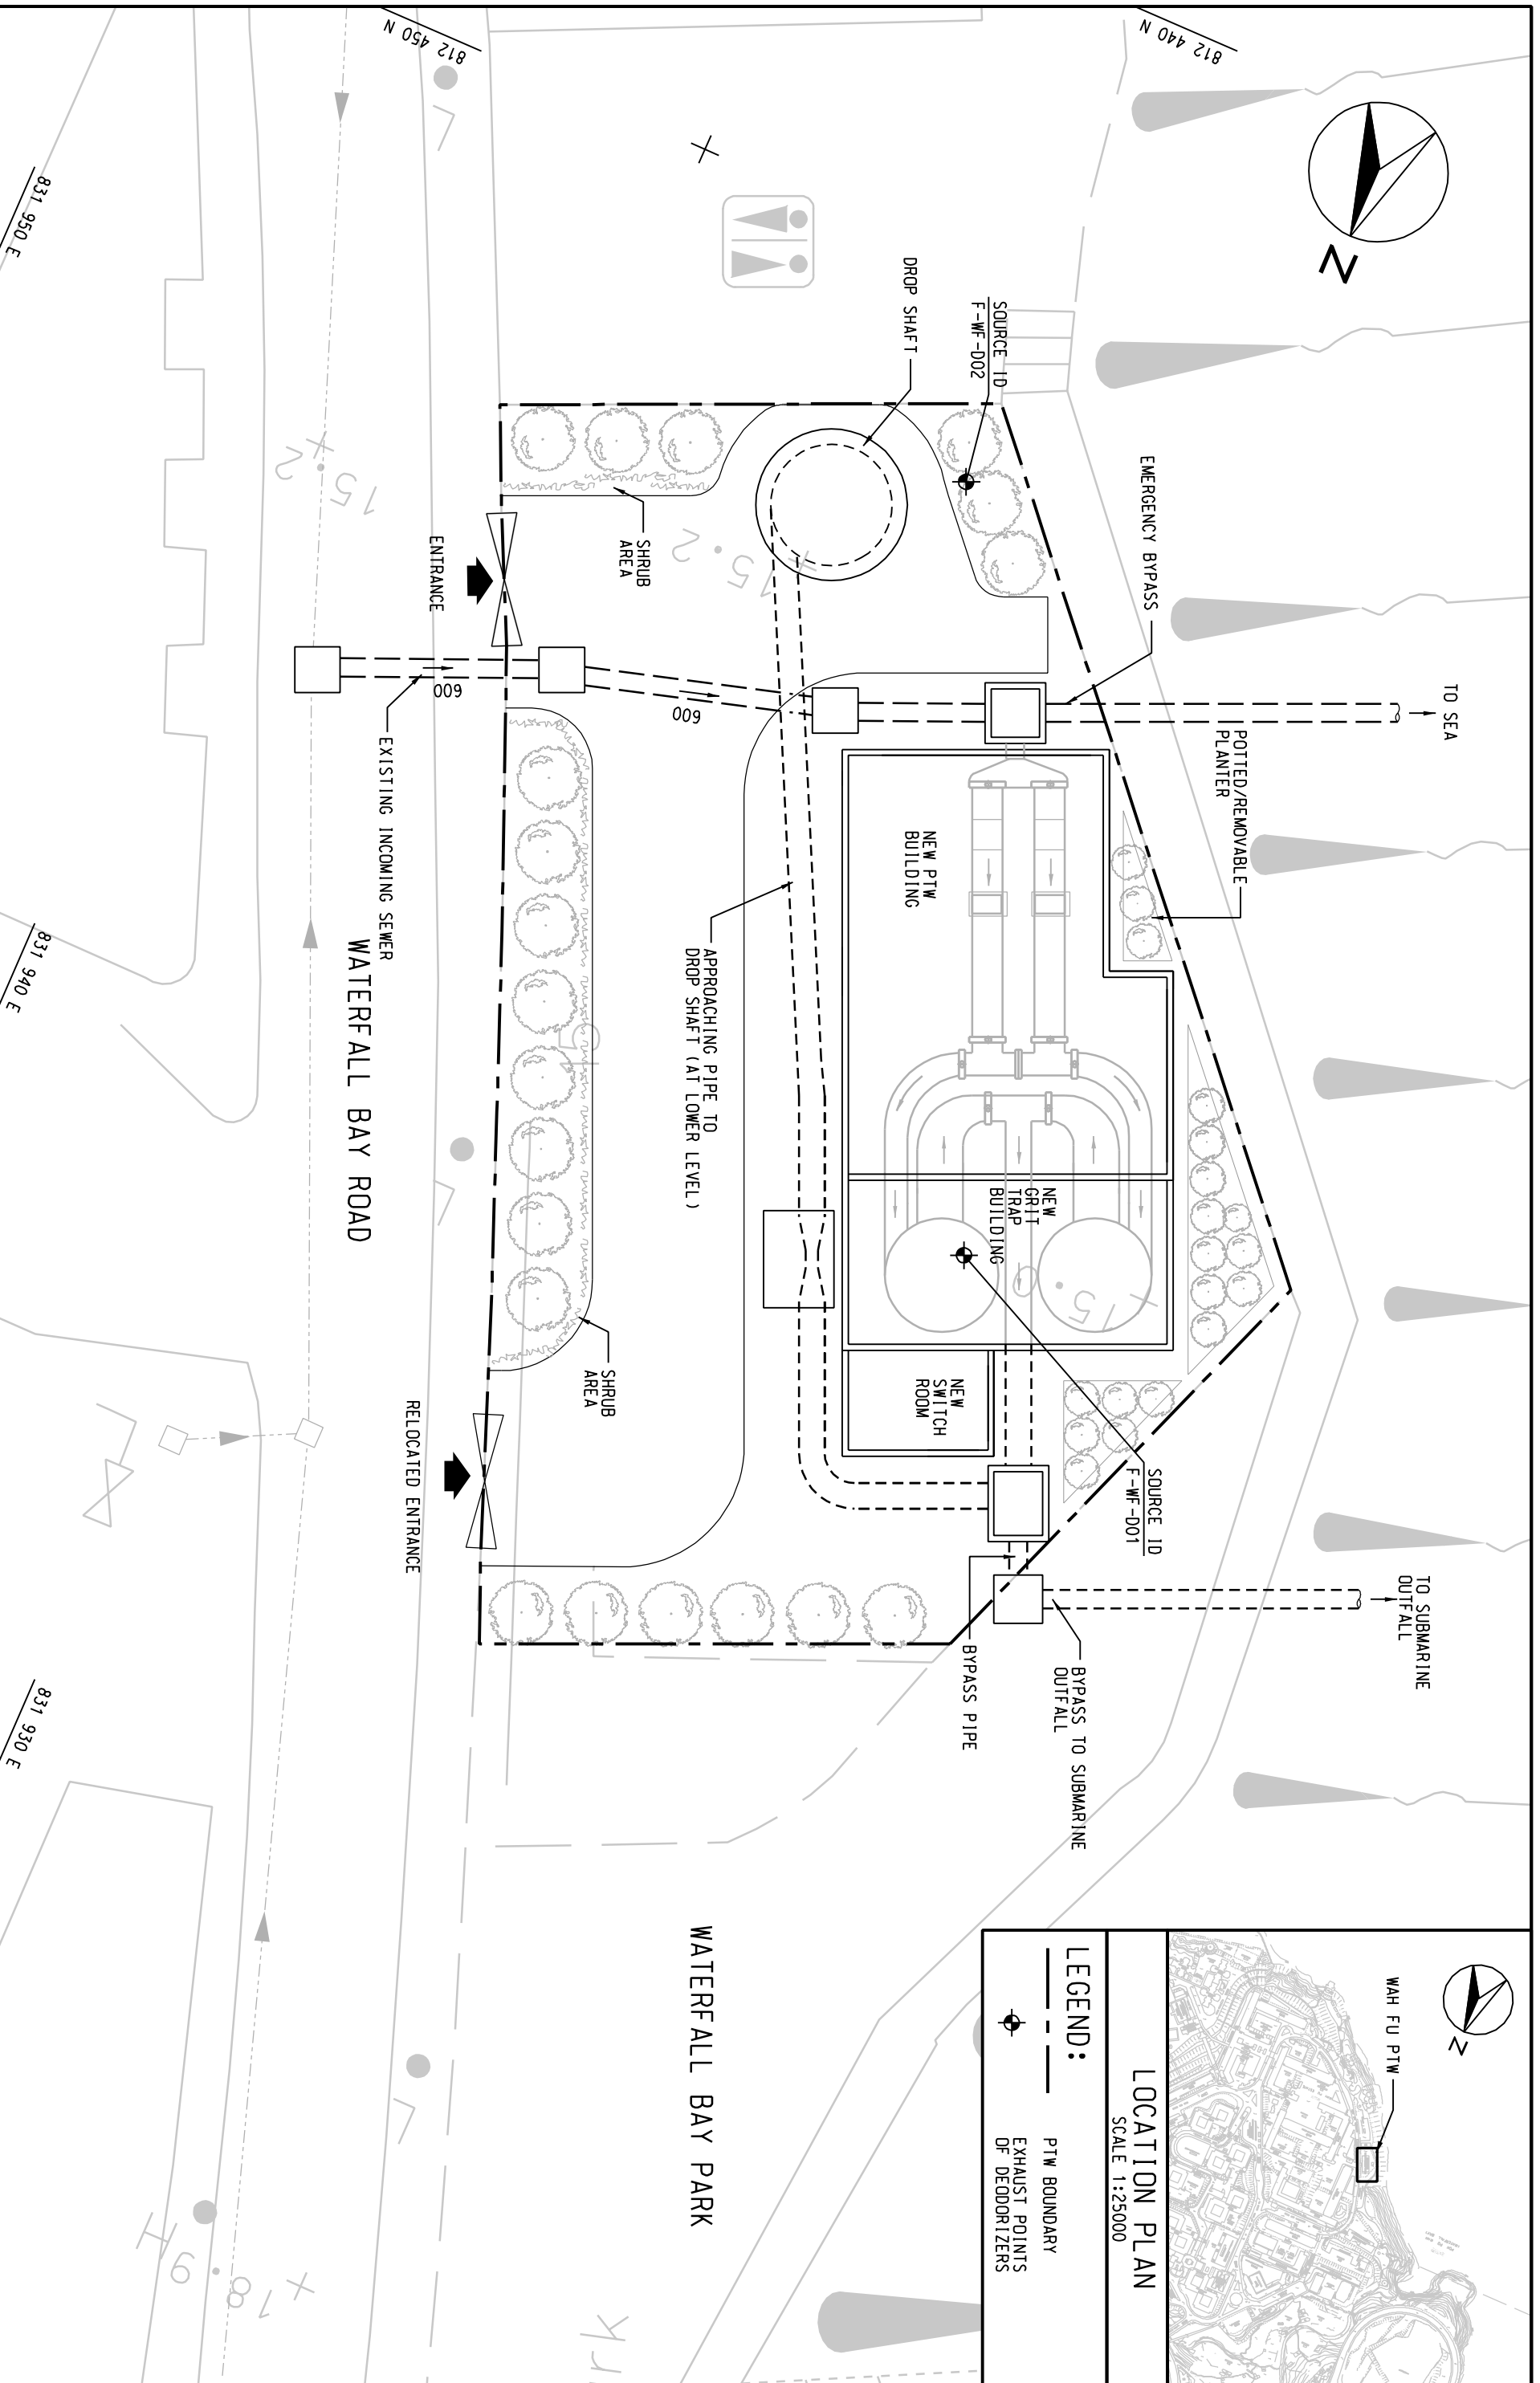 812 450 N
812 440 N
831 950 E
831 940 E
831 930 E
N
TO SEA
EMERGENCY BYPASS
POTTED/REMOVABLE
PLANTER
SOURCE ID
F-WF-D02
DROP SHAFT
SHRUB
AREA
15.2
15.2
ENTRANCE
600
600
EXISTING INCOMING SEWER
WATERFALL BAY ROAD
NEW PTW
BUILDING
APPROACHING PIPE TO
DROP SHAFT (AT LOWER LEVEL)
NEW
GRIT
TRAP
BUILDING
15.0
NEW
SWITCH
ROOM
SHRUB
AREA
RELOCATED ENTRANCE
SOURCE ID
F-WF-D01
TO SUBMARINE
OUTFALL
BYPASS TO SUBMARINE
OUTFALL
BYPASS PIPE
WATERFALL BAY PARK
18.9H
rk
N
WAH FU PTW
LOCATION PLAN
SCALE 1:25000
LEGEND:
PTW BOUNDARY
EXHAUST POINTS
OF DEODORIZERS